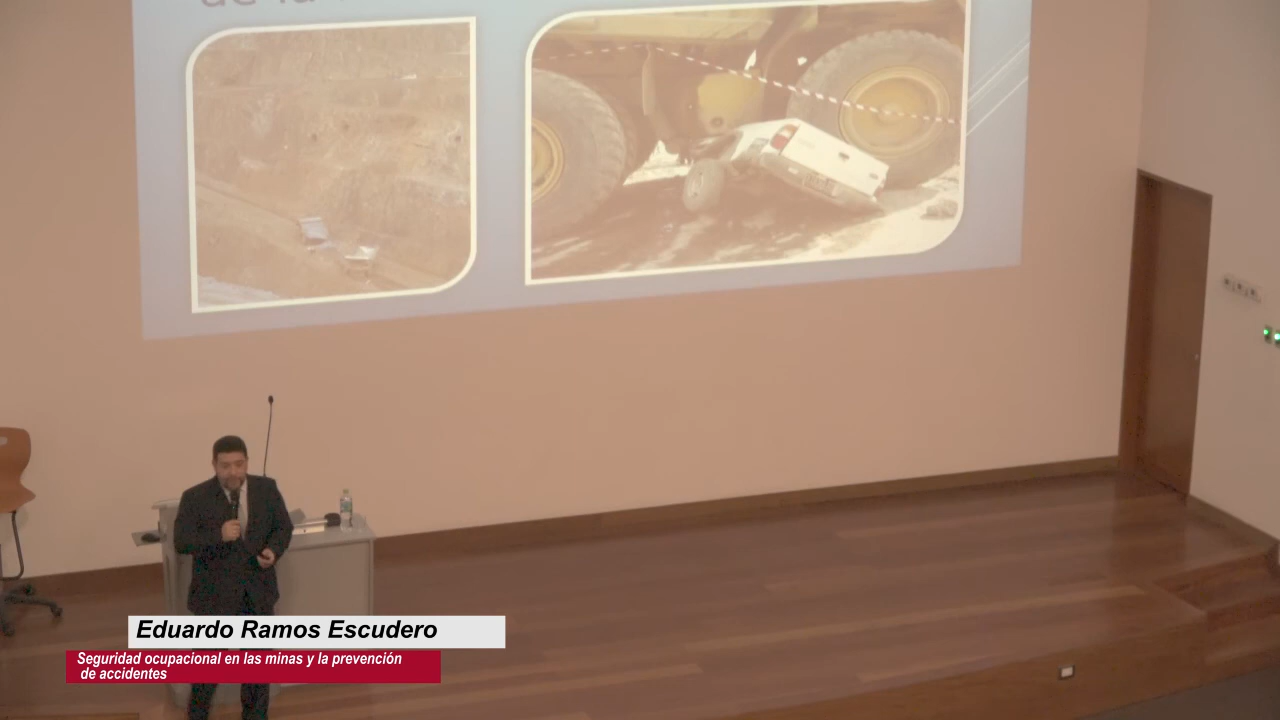 Eduardo Ramos Escudero
Seguridad ocupacional en las minas y la prevención
de accidentes